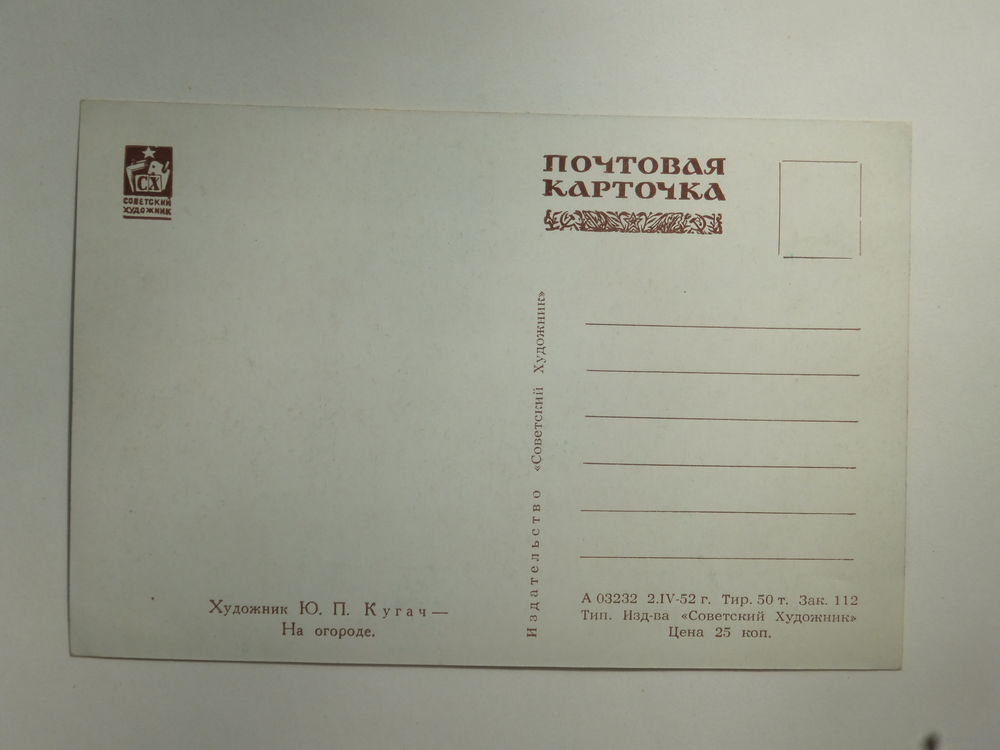 СХ
СОВЕТСКИЙ
ХУДОЖНИК
ПОЧТОВАЯ
КАРТОЧКА
Издательство «Советский Художник»
Художник Ю. П. Кугач—
На огороде.
А 03232 2.IV-52 г. Тир. 50 т. Зак. 112
Тип. Изд-ва «Советский Художник»
Цена 25 коп.